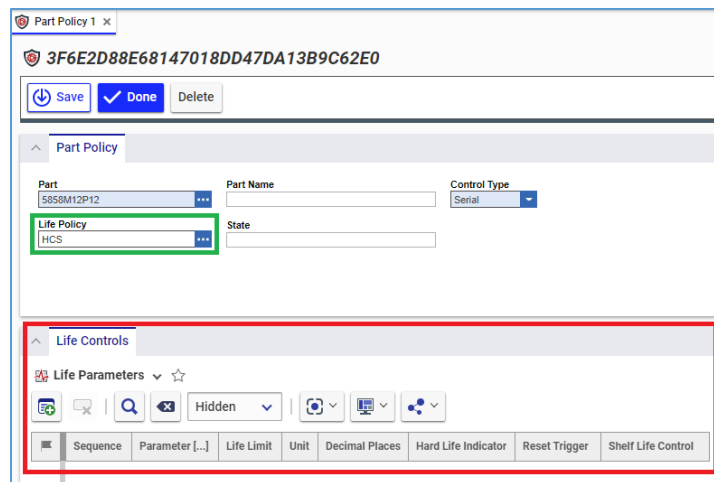 Part Policy 1 ×
3F6E2D88E68147018DD47DA13B9C62E0
Save Done Delete
Part Policy
Part Part Name Control Type
5858M12P12 ••• Serial
Life Policy State
HCS •••
Life Controls
Life Parameters
Hidden
Sequence Parameter [...] Life Limit Unit Decimal Places Hard Life Indicator Reset Trigger Shelf Life Control